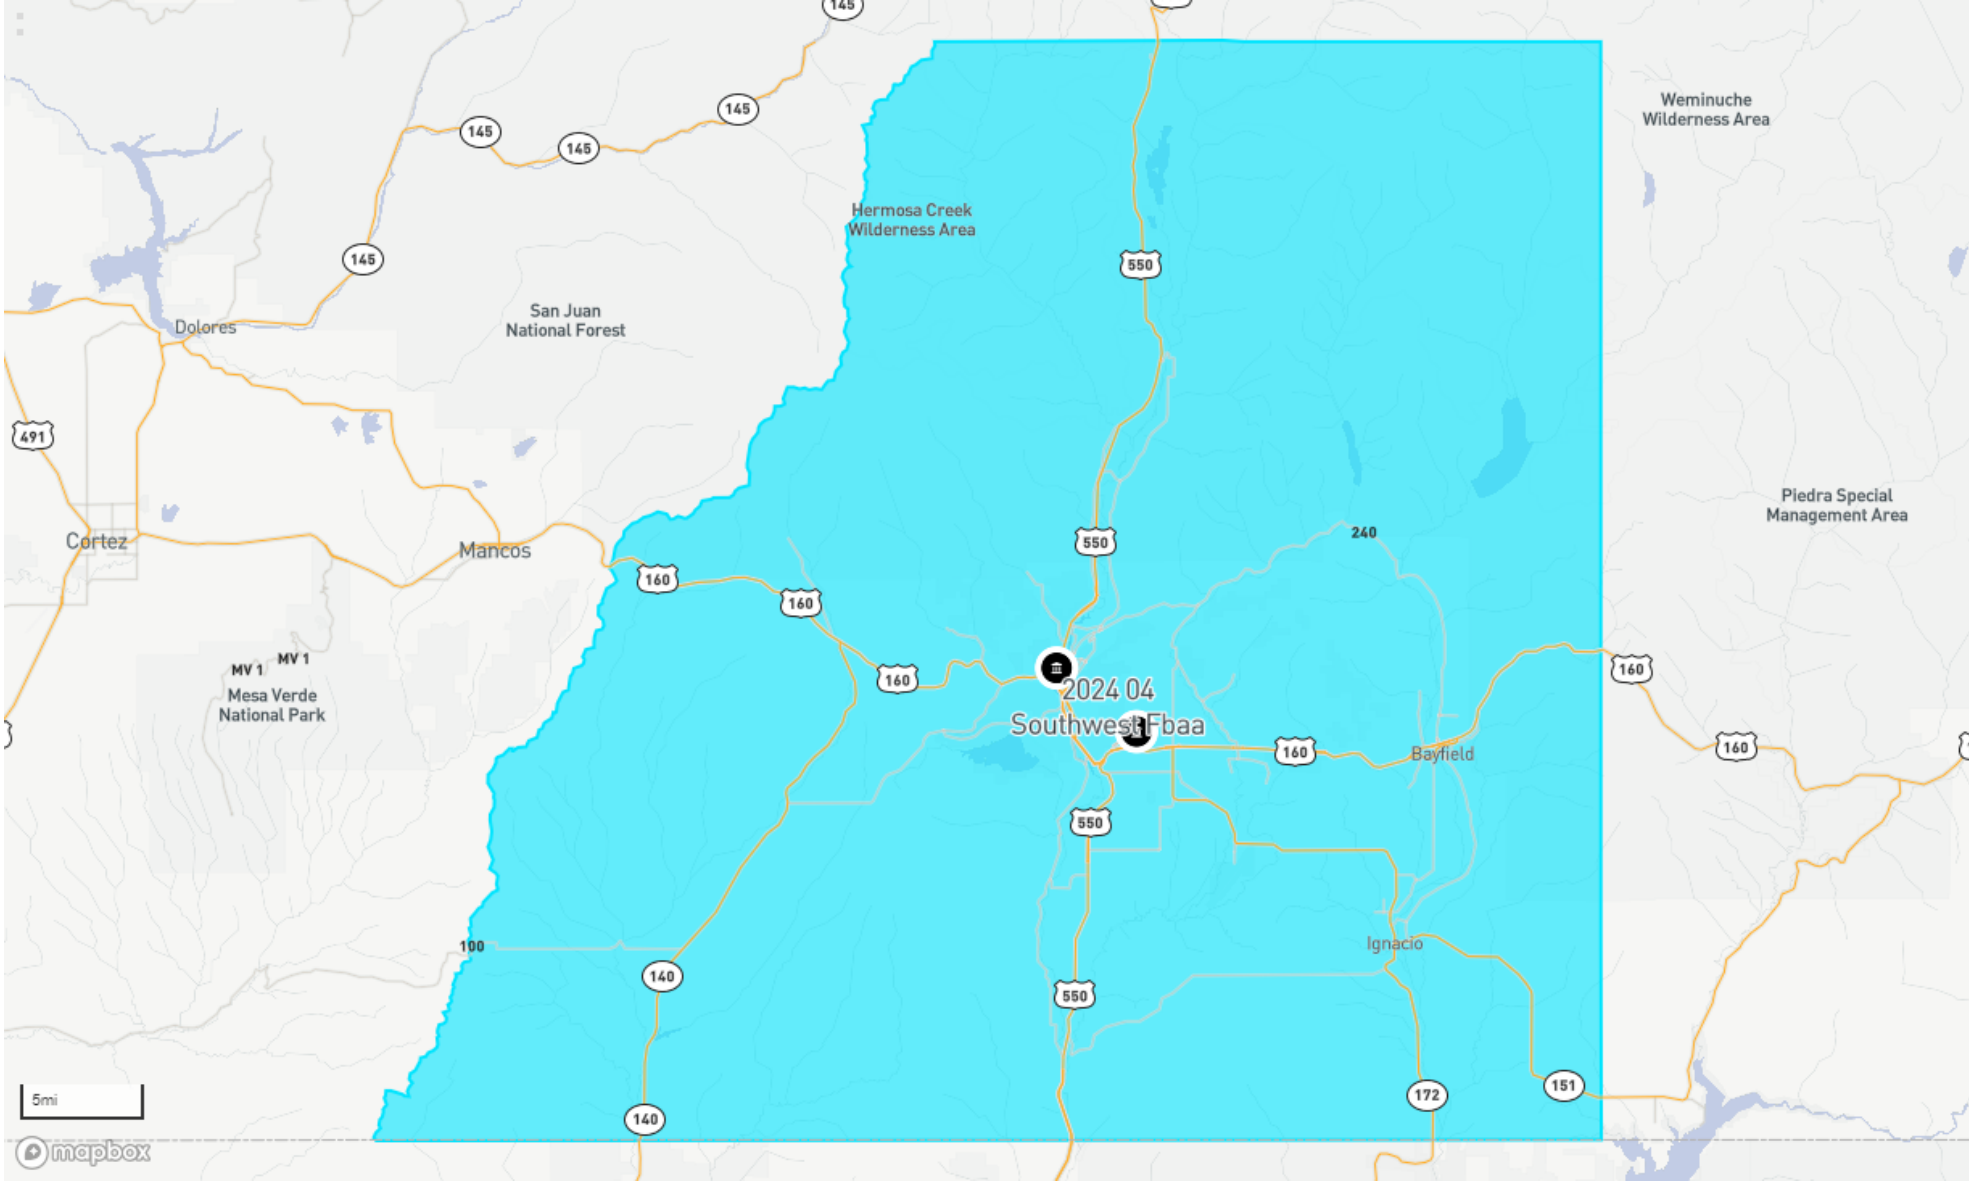 145
Weminuche
Wilderness Area
145
145
145
Hermosa Creek
Wilderness Area
145
550
San Juan
National Forest
Dolores
491
Piedra Special
Management Area
240
Cortez
550
Mancos
160
160
MV 1
MV 1
160
160
Mesa Verde
National Park
2024 04
Southwest Fbaa
160
160
Bayfield
550
100
Ignacio
140
550
151
172
5mi
140
mapbox